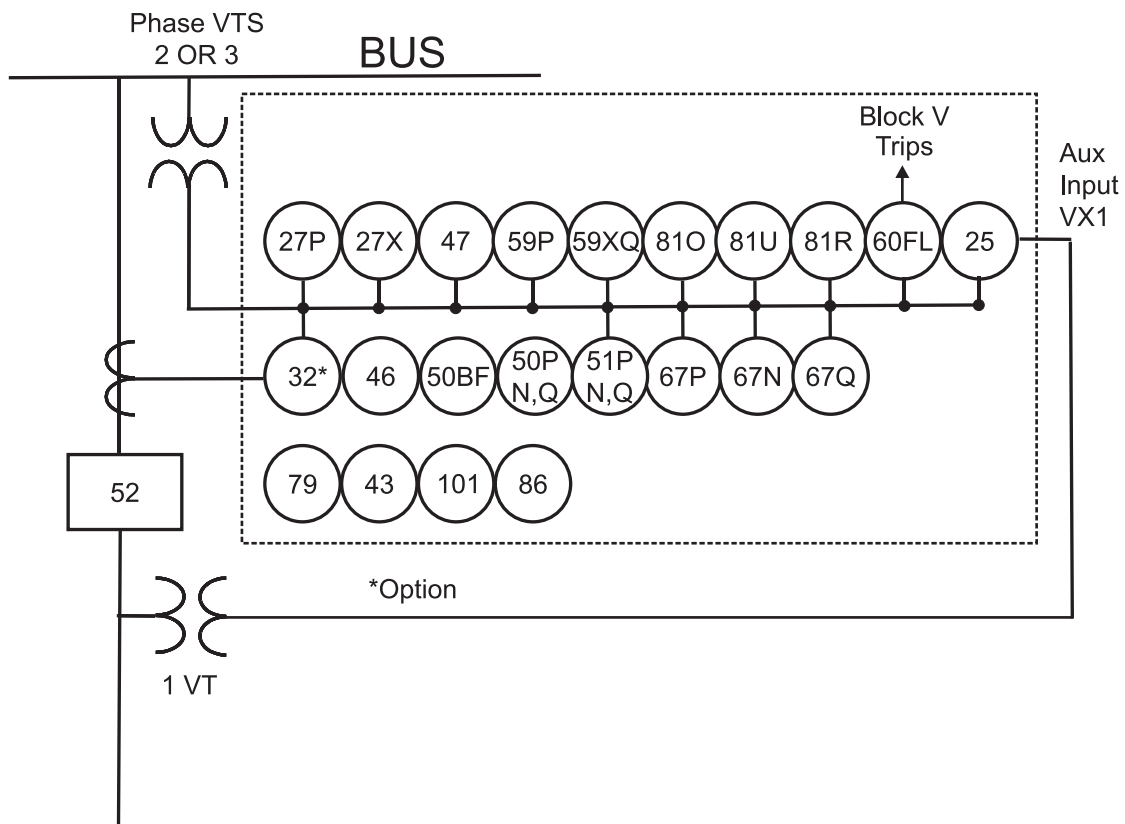 Phase VTS
2 OR 3
BUS
Block V
Trips
Aux
Input
VX1
27P 27X 47 59P 59XQ 81O 81U 81R 60FL 25
32* 46 50BF 50P
N,Q 51P
N,Q 67P 67N 67Q
79 43 101 86
52
*Option
1 VT